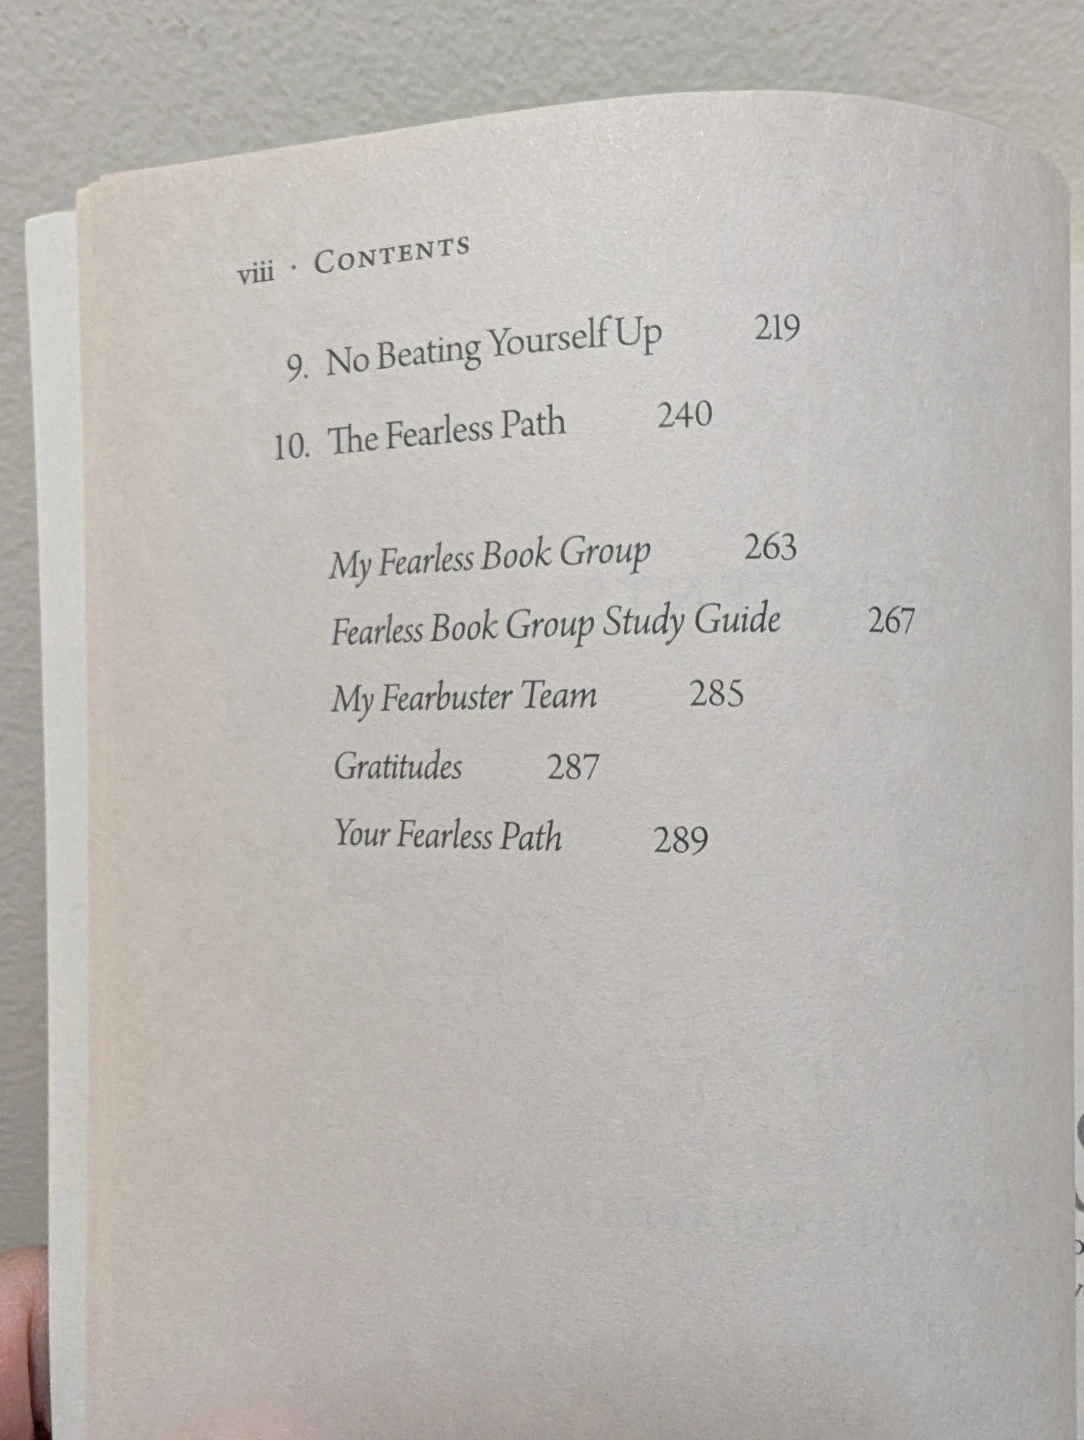 viii · Contents
9. No Beating Yourself Up 219
10. The Fearless Path 240
My Fearless Book Group 263
Fearless Book Group Study Guide 267
My Fearbuster Team 285
Gratitudes 287
Your Fearless Path 289